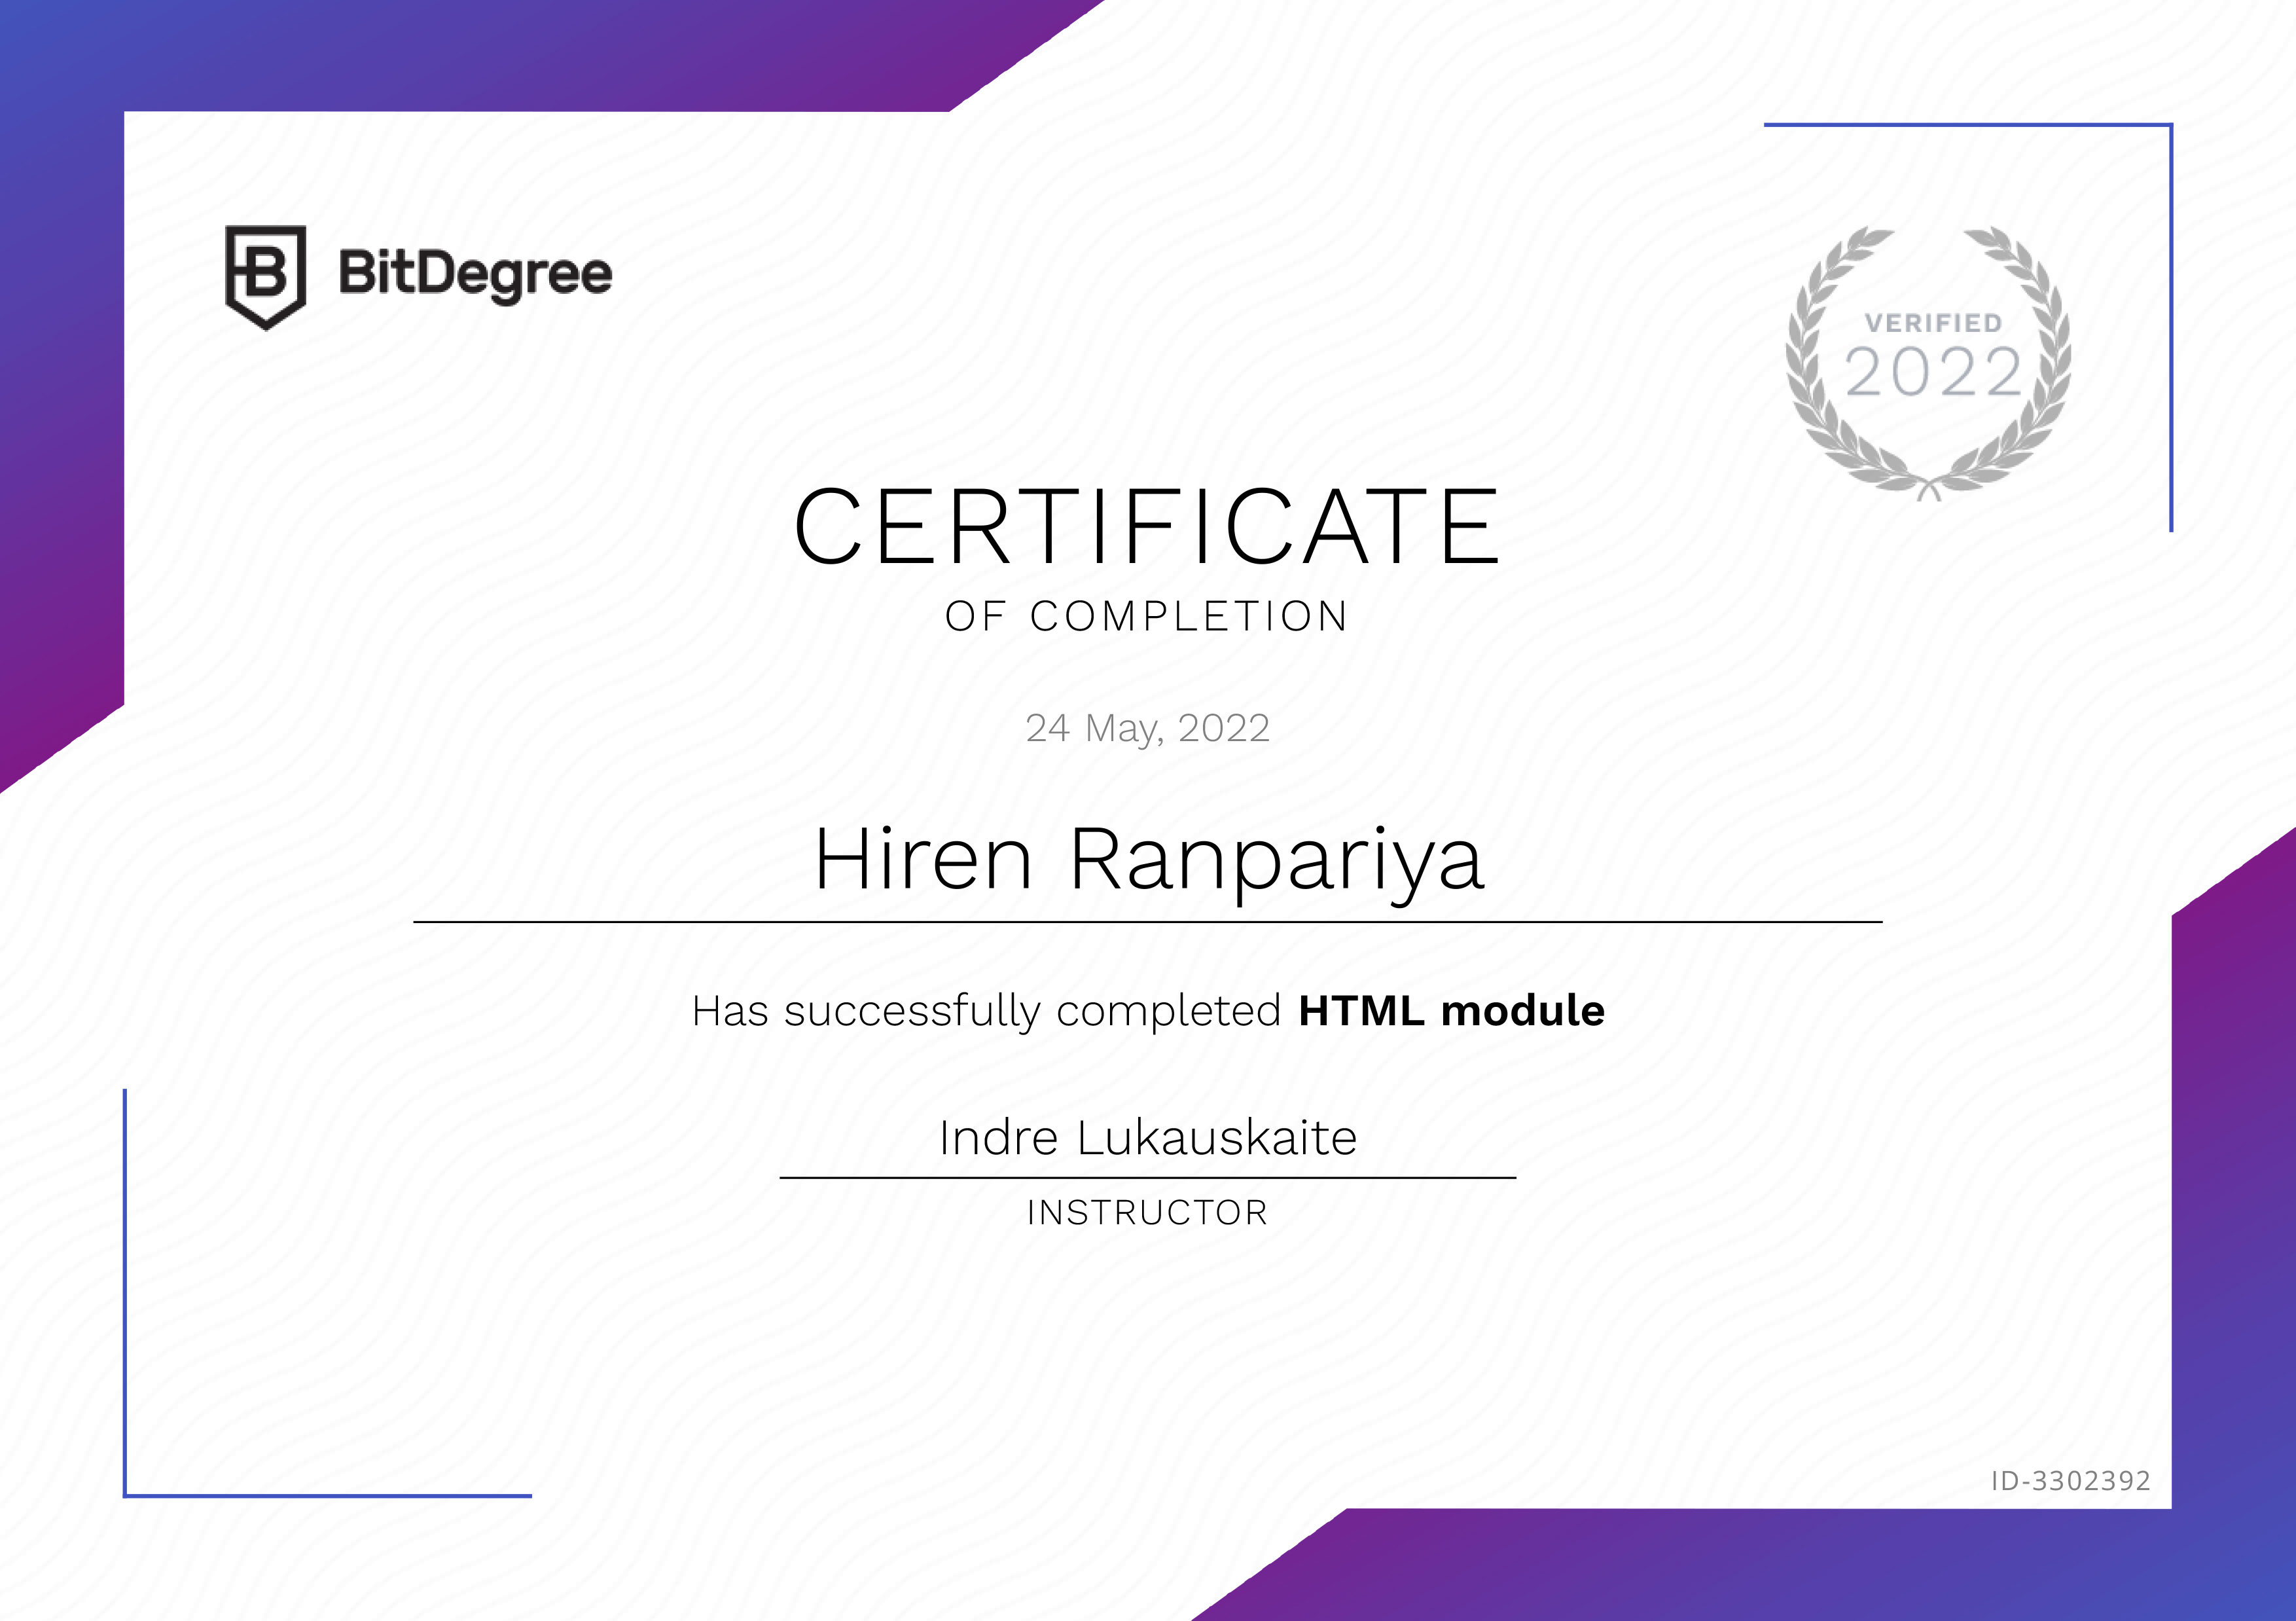 BitDegree
VERIFIED
2022
CERTIFICATE
OF COMPLETION
24 May, 2022
Hiren Ranpariya
Has successfully completed HTML module
Indre Lukauskaite
INSTRUCTOR
ID-3302392